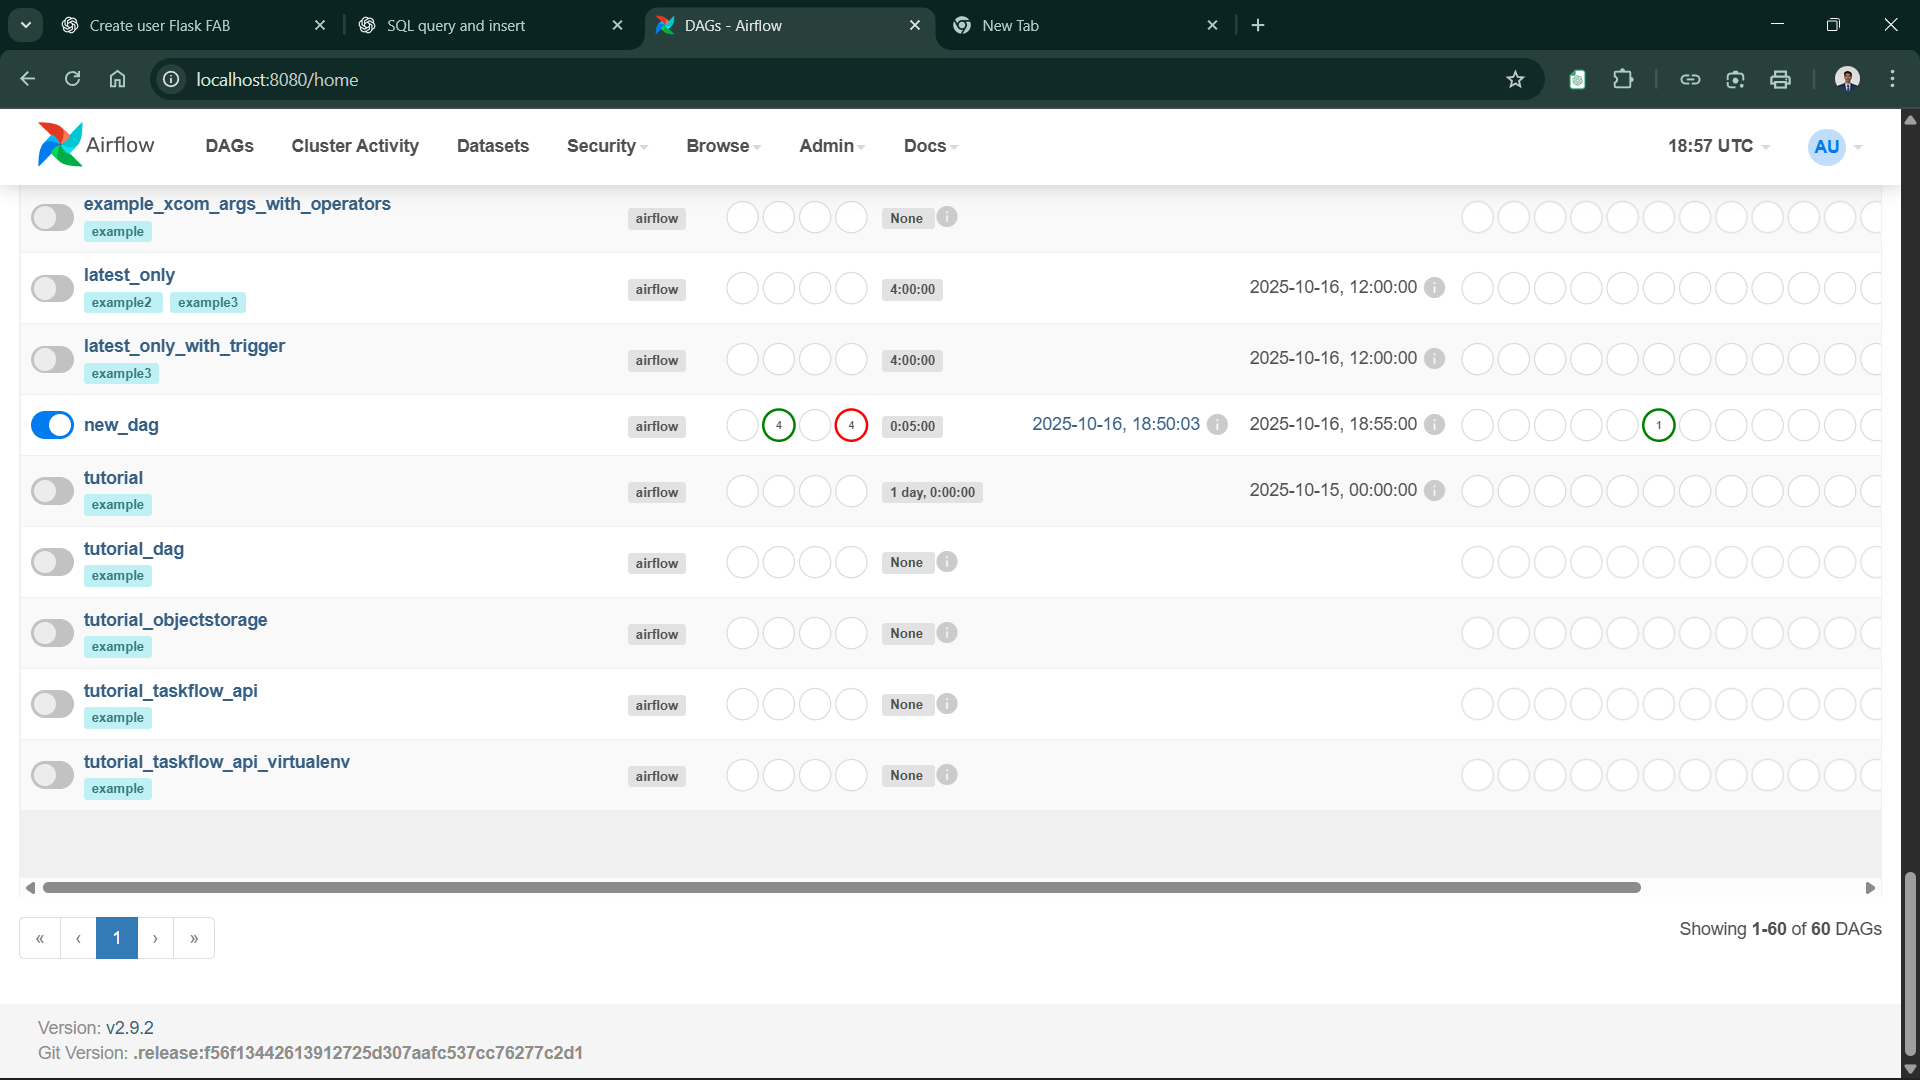 Create user Flask FAB
SQL query and insert
DAGs - Airflow
New Tab
localhost:8080/home
Airflow
DAGs
Cluster Activity
Datasets
Security
Browse
Admin
Docs
18:57 UTC
AU
example_xcom_args_with_operators
example
airflow
None
latest_only
example2 example3
airflow
4:00:00
2025-10-16, 12:00:00
latest_only_with_trigger
example3
airflow
4:00:00
2025-10-16, 12:00:00
new_dag
airflow
4
4
0:05:00
2025-10-16, 18:50:03
2025-10-16, 18:55:00
1
tutorial
example
airflow
1 day, 0:00:00
2025-10-15, 00:00:00
tutorial_dag
example
airflow
None
tutorial_objectstorage
example
airflow
None
tutorial_taskflow_api
example
airflow
None
tutorial_taskflow_api_virtualenv
example
airflow
None
« ‹ 1 › »
Showing 1-60 of 60 DAGs
Version: v2.9.2
Git Version: .release:f56f13442613912725d307aafc537cc76277c2d1